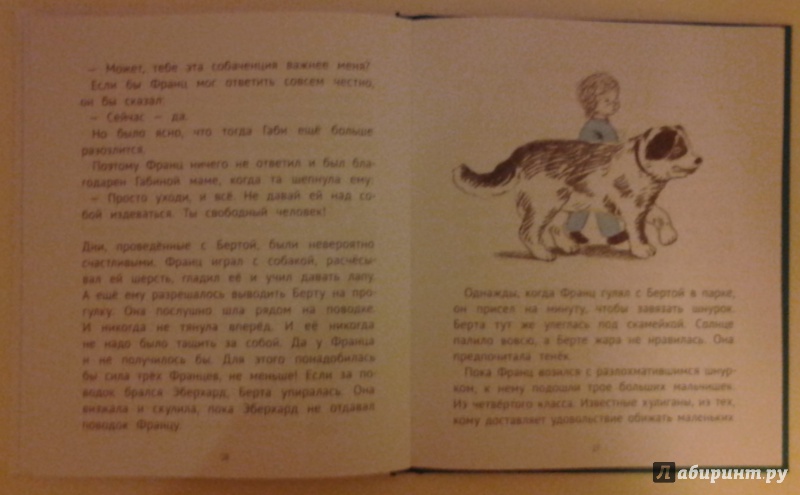 — Может, тебе эта собаченция важнее меня?
Если бы Франц мог ответить совсем честно,
он бы сказал:
— Сейчас — да.
Но было ясно, что тогда Габи ещё больше
разозлится.
Поэтому Франц ничего не ответил и был бла-
годарен Габиной маме, когда та шепнула ему:
— Просто уходи, и всё. Не давай ей над со-
бой издеваться. Ты свободный человек!
Дни, проведённые с Бертой, были невероятно
счастливыми. Франц играл с собакой, расчёсы-
вал ей шерсть, гладил её и учил давать лапу.
А ещё ему разрешалось выводить Берту на про-
гулку. Она послушно шла рядом на поводке.
И никогда не тянула вперёд. И её никогда
не надо было тащить за собой. Да у Франца
и не получилось бы. Для этого понадобилась
бы сила трёх Францев, не меньше! Если за по-
водок брался Эберхард, Берта упиралась. Она
визжала и скулила, пока Эберхард не отдавал
поводок Францу.
Однажды, когда Франц гулял с Бертой в парке,
он присел на минуту, чтобы завязать шнурок.
Берта тут же улеглась под скамейкой. Солнце
палило вовсю, а Берте жара не нравилась. Она
предпочитала тенёк.
Пока Франц возился с разлохматившимся шнур-
ком, к нему подошли трое больших мальчишек.
Из четвёртого класса. Известные хулиганы, из тех,
кому доставляет удовольствие обижать маленьких
Лабиринт.ру